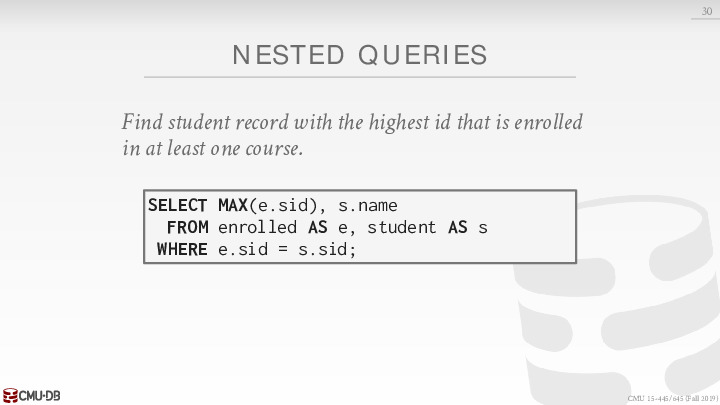 30
NESTED QUERIES
Find student record with the highest id that is enrolled
in at least one course.
SELECT MAX(e.sid), s.name
FROM enrolled AS e, student AS s
WHERE e.sid = s.sid;
CMU·DB
CMU 15-445/645 (Fall 2019)